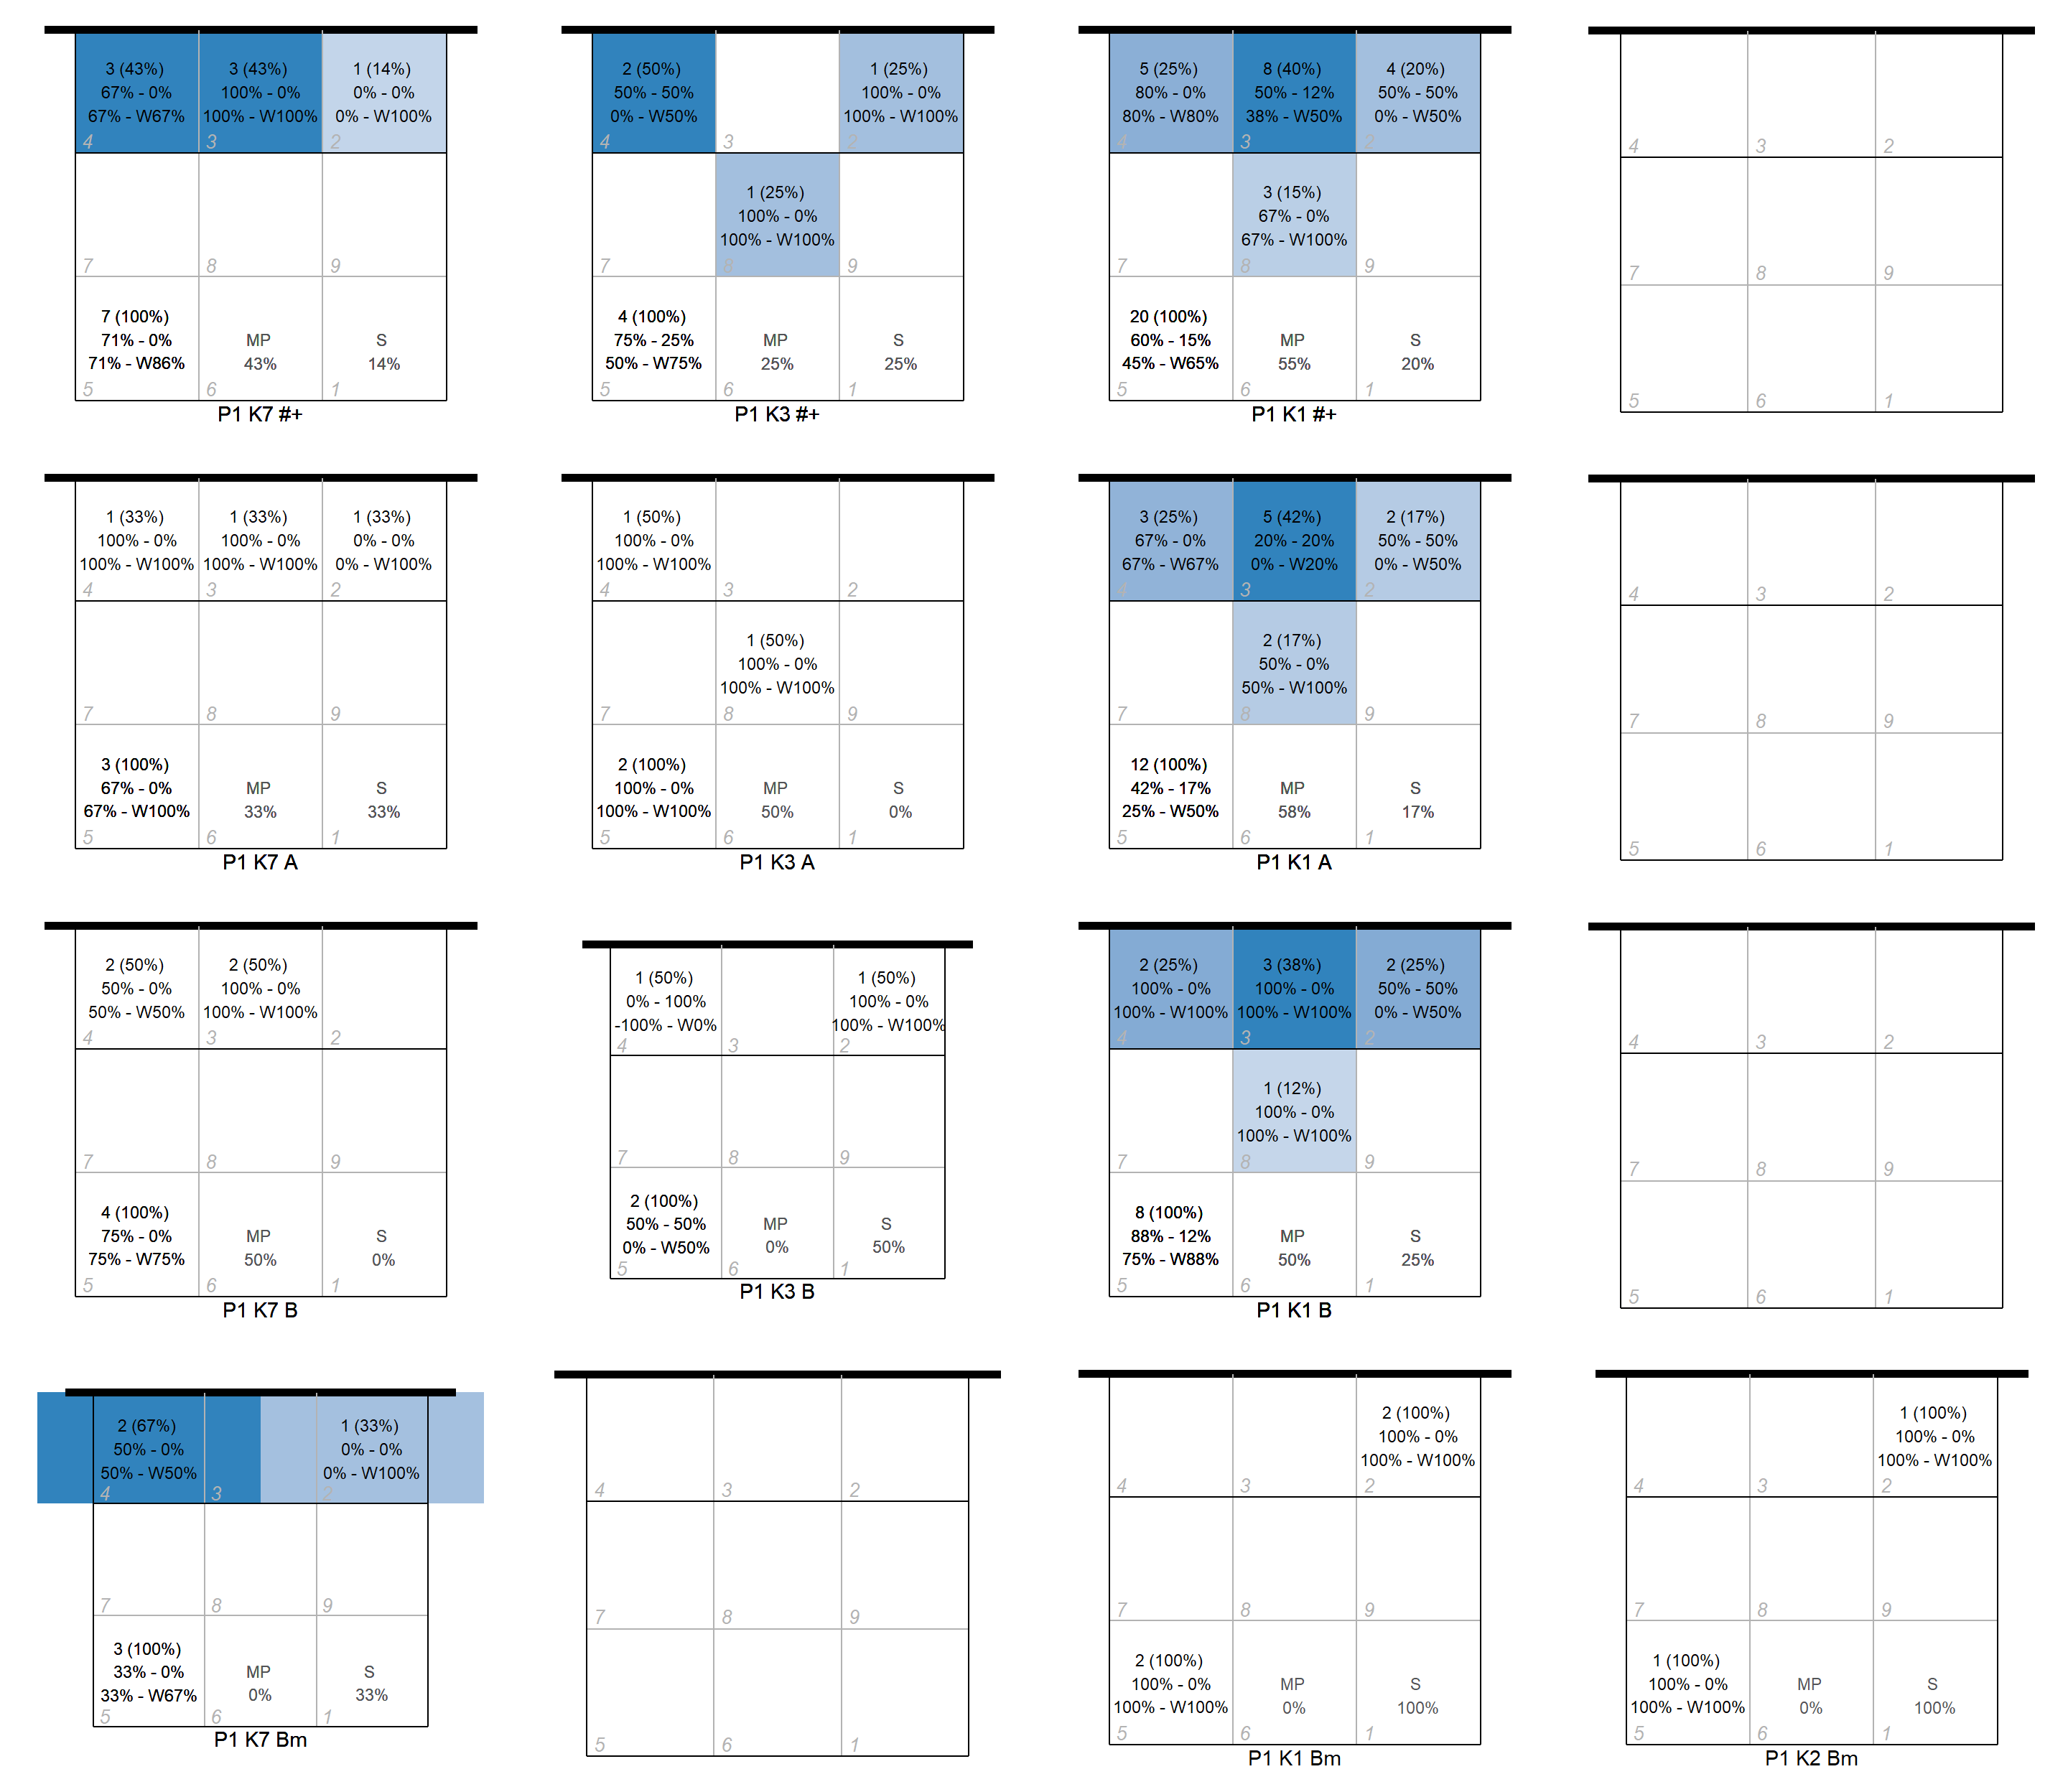 3 (43%)
67% - 0%
67% - W67%
4
3 (43%)
100% - 0%
100% - W100%
3
1 (14%)
0% - 0%
0% - W100%
2
7
8
9
7 (100%)
71% - 0%
71% - W86%
5
MP
43%
6
S
14%
1
P1 K7 #+
2 (50%)
50% - 50%
0% - W50%
4
3
1 (25%)
100% - 0%
100% - W100%
2
7
1 (25%)
100% - 0%
100% - W100%
8
9
4 (100%)
75% - 25%
50% - W75%
5
MP
25%
6
S
25%
1
P1 K3 #+
5 (25%)
80% - 0%
80% - W80%
4
8 (40%)
50% - 12%
38% - W50%
3
4 (20%)
50% - 50%
0% - W50%
2
7
3 (15%)
67% - 0%
67% - W100%
8
9
20 (100%)
60% - 15%
45% - W65%
5
MP
55%
6
S
20%
1
P1 K1 #+
4
3
2
7
8
9
5
6
1
1 (33%)
100% - 0%
100% - W100%
4
1 (33%)
100% - 0%
100% - W100%
3
1 (33%)
0% - 0%
0% - W100%
2
7
8
9
3 (100%)
67% - 0%
67% - W100%
5
MP
33%
6
S
33%
1
P1 K7 A
1 (50%)
100% - 0%
100% - W100%
4
3
2
7
1 (50%)
100% - 0%
100% - W100%
8
9
2 (100%)
100% - 0%
100% - W100%
5
MP
50%
6
S
0%
1
P1 K3 A
3 (25%)
67% - 0%
67% - W67%
4
5 (42%)
20% - 20%
0% - W20%
3
2 (17%)
50% - 50%
0% - W50%
2
7
2 (17%)
50% - 0%
50% - W100%
8
9
12 (100%)
42% - 17%
25% - W50%
5
MP
58%
6
S
17%
1
P1 K1 A
4
3
2
7
8
9
5
6
1
2 (50%)
50% - 0%
50% - W50%
4
2 (50%)
100% - 0%
100% - W100%
3
2
7
8
9
4 (100%)
75% - 0%
75% - W75%
5
MP
50%
6
S
0%
1
P1 K7 B
1 (50%)
0% - 100%
-100% - W0%
4
3
1 (50%)
100% - 0%
100% - W100%
2
7
8
9
2 (100%)
50% - 50%
0% - W50%
5
MP
0%
6
S
50%
1
P1 K3 B
2 (25%)
100% - 0%
100% - W100%
4
3 (38%)
100% - 0%
100% - W100%
3
2 (25%)
50% - 50%
0% - W50%
2
7
1 (12%)
100% - 0%
100% - W100%
8
9
8 (100%)
88% - 12%
75% - W88%
5
MP
50%
6
S
25%
1
P1 K1 B
4
3
2
7
8
9
5
6
1
2 (67%)
50% - 0%
50% - W50%
4
3
1 (33%)
0% - 0%
0% - W100%
2
7
8
9
3 (100%)
33% - 0%
33% - W67%
5
MP
0%
6
S
33%
1
P1 K7 Bm
4
3
2
7
8
9
5
6
1
4
3
2 (100%)
100% - 0%
100% - W100%
2
7
8
9
2 (100%)
100% - 0%
100% - W100%
5
MP
0%
6
S
100%
1
P1 K1 Bm
4
3
1 (100%)
100% - 0%
100% - W100%
2
7
8
9
1 (100%)
100% - 0%
100% - W100%
5
MP
0%
6
S
100%
1
P1 K2 Bm